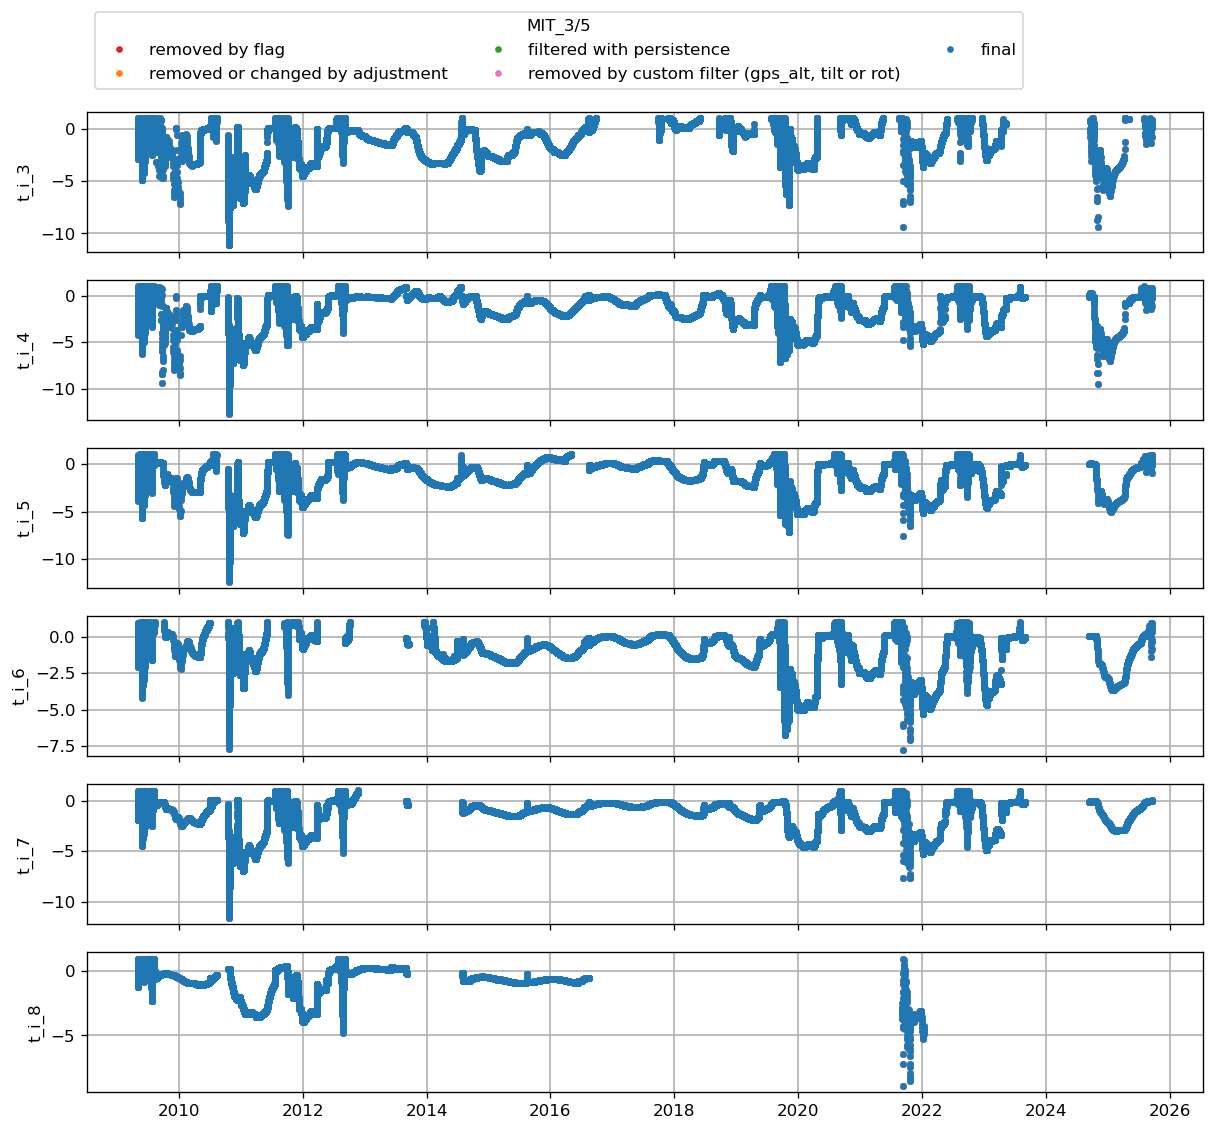 MIT_3/5
removed by flag
filtered with persistence
final
removed or changed by adjustment
removed by custom filter (gps_alt, tilt or rot)
0
−5
−10
t_i_3
0
−5
−10
t_i_4
0
−5
−10
t_i_5
0.0
−2.5
−5.0
−7.5
t_i_6
0
−5
−10
t_i_7
0
−5
t_i_8
2010 2012 2014 2016 2018 2020 2022 2024 2026